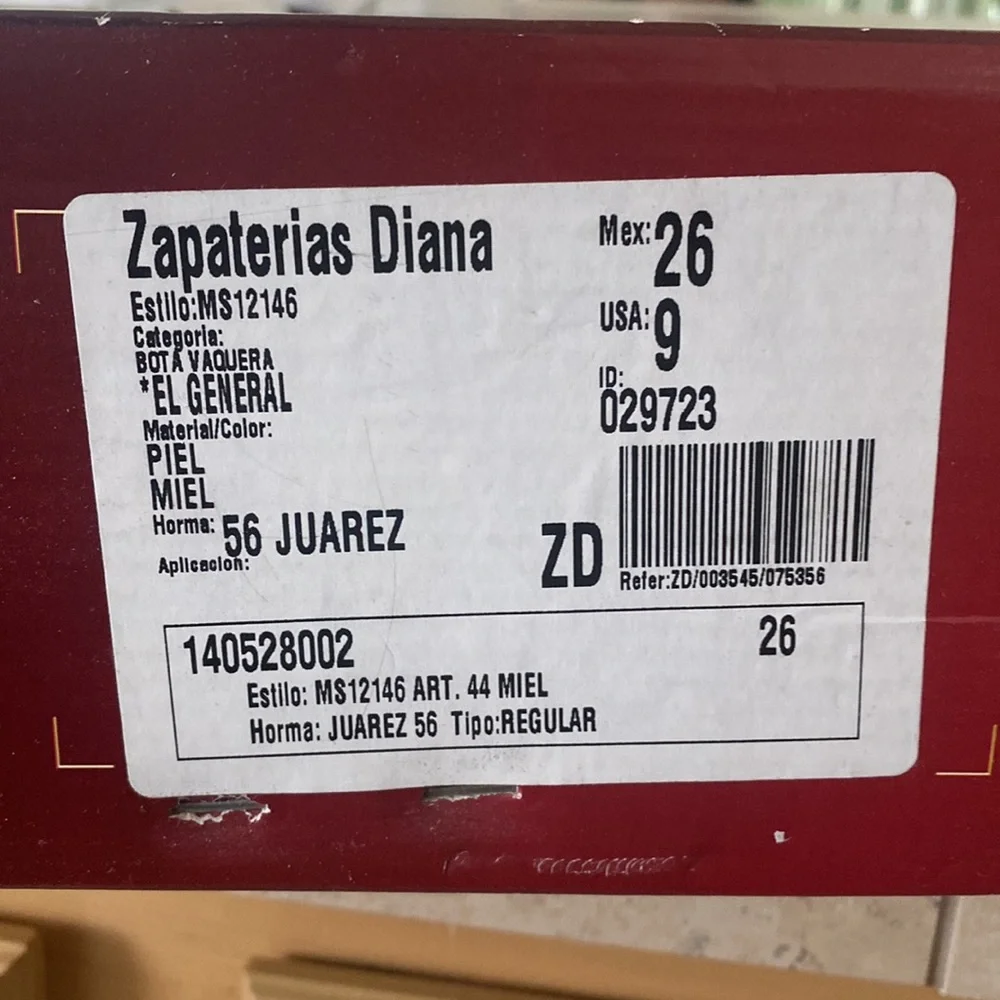 Zapaterias Diana
Estilo:MS12146
Categoria:
BOTA VAQUERA
*EL GENERAL
Material/Color:
PIEL
MIEL
Horma: 56 JUAREZ
Aplicacion:
Mex: 26
USA: 9
ID:
029723
ZD
Refer:ZD/003545/075356
140528002 26
Estilo: MS12146 ART. 44 MIEL
Horma: JUAREZ 56 Tipo:REGULAR